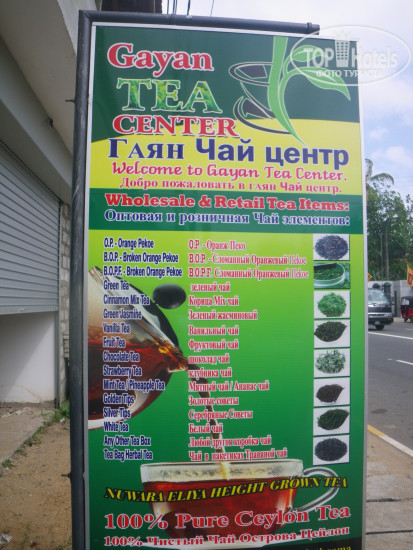 TOPHotels
ФОТО ТУРИСТА
Gayan
TEA
CENTER
Гаян Чай центр
Welcome to Gayan Tea Center.
Добро пожаловать в гаян Чай центр.
Wholesale & Retail Tea Items:
Оптовая и розничная Чай элементов:
O.P. - Orange Pekoe О.Р. - Оранж Пеко
B.O.P. - Broken Orange Pekoe В.О.Р. - Сломанный Оранжевый Пекое
B.O.P.F. - Broken Orange Pekoe В.О.Р.Г Сломанный Оранжевый Пекое
Green Tea зеленый чай
Cinnamon Mix Tea Корица Mix чай
Green Jasmine Зеленый жасминовый
Vanilla Tea Ванильный чай
Fruit Tea Фруктовый чай
Chocolate Tea шоколад чай
Strawberry Tea клубника чай
Mint Tea / Pineapple Tea Мятный чай / Ананас чай
Golden Tips Золотые советы
Silver Tips Серебряные Советы
White Tea Белый чай
Any Other Tea Box Любой другой коробка чай
Tea Bag Herbal Tea Чай в пакетиках Травяной чай
NUWARA ELIYA HEIGHT GROWN TEA
100% Pure Ceylon Tea
100% Чистый Чай Острова Цейлон